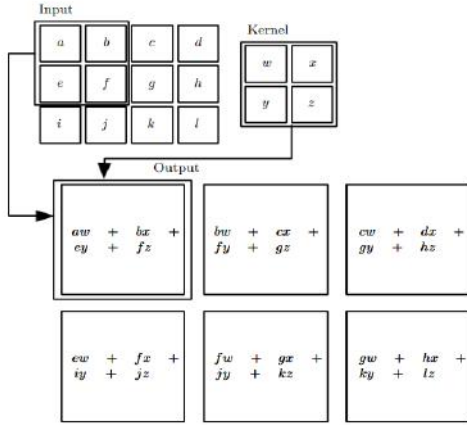 Input
Kernel
a b c d
w x
e f g h
y z
i j k l
Output
aw + bx + bw + cx + cw + dx +
ey + fz fy + gz gy + hz
ew + fx + fw + gx + gw + hx +
iy + jz jy + kz ky + lz